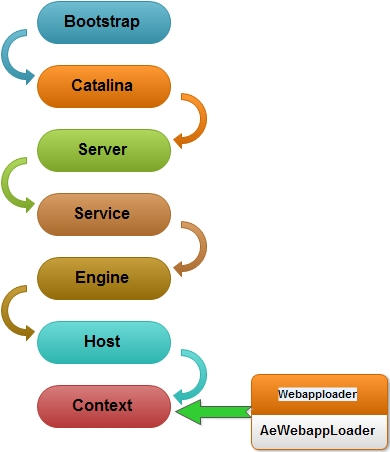 Bootstrap
Catalina
Server
Service
Engine
Host
Context
Webapploader
AeWebappLoader